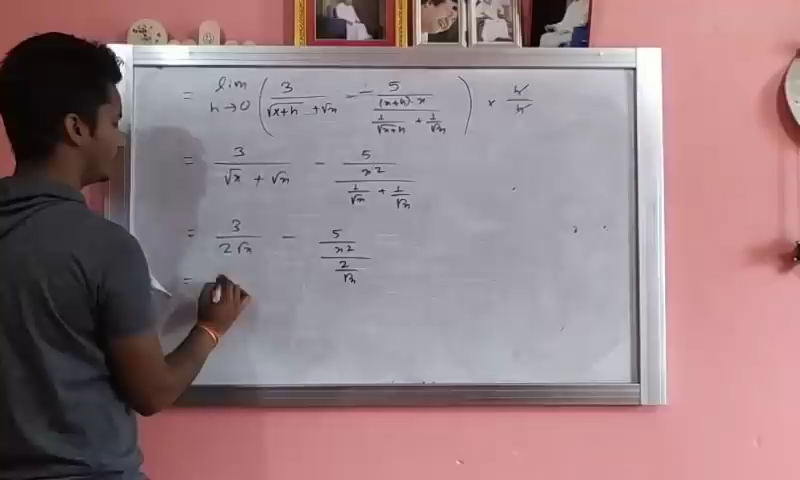 = lim h→0 ( 3/(√x+h + √x) - (5/((x+h)·x))/(1/√x+h + 1/√x) ) × h/h
= 3/(√x + √x) - (5/x²)/(1/√x + 1/√x)
= 3/(2√x) - (5/x²)/(2/√x)
=